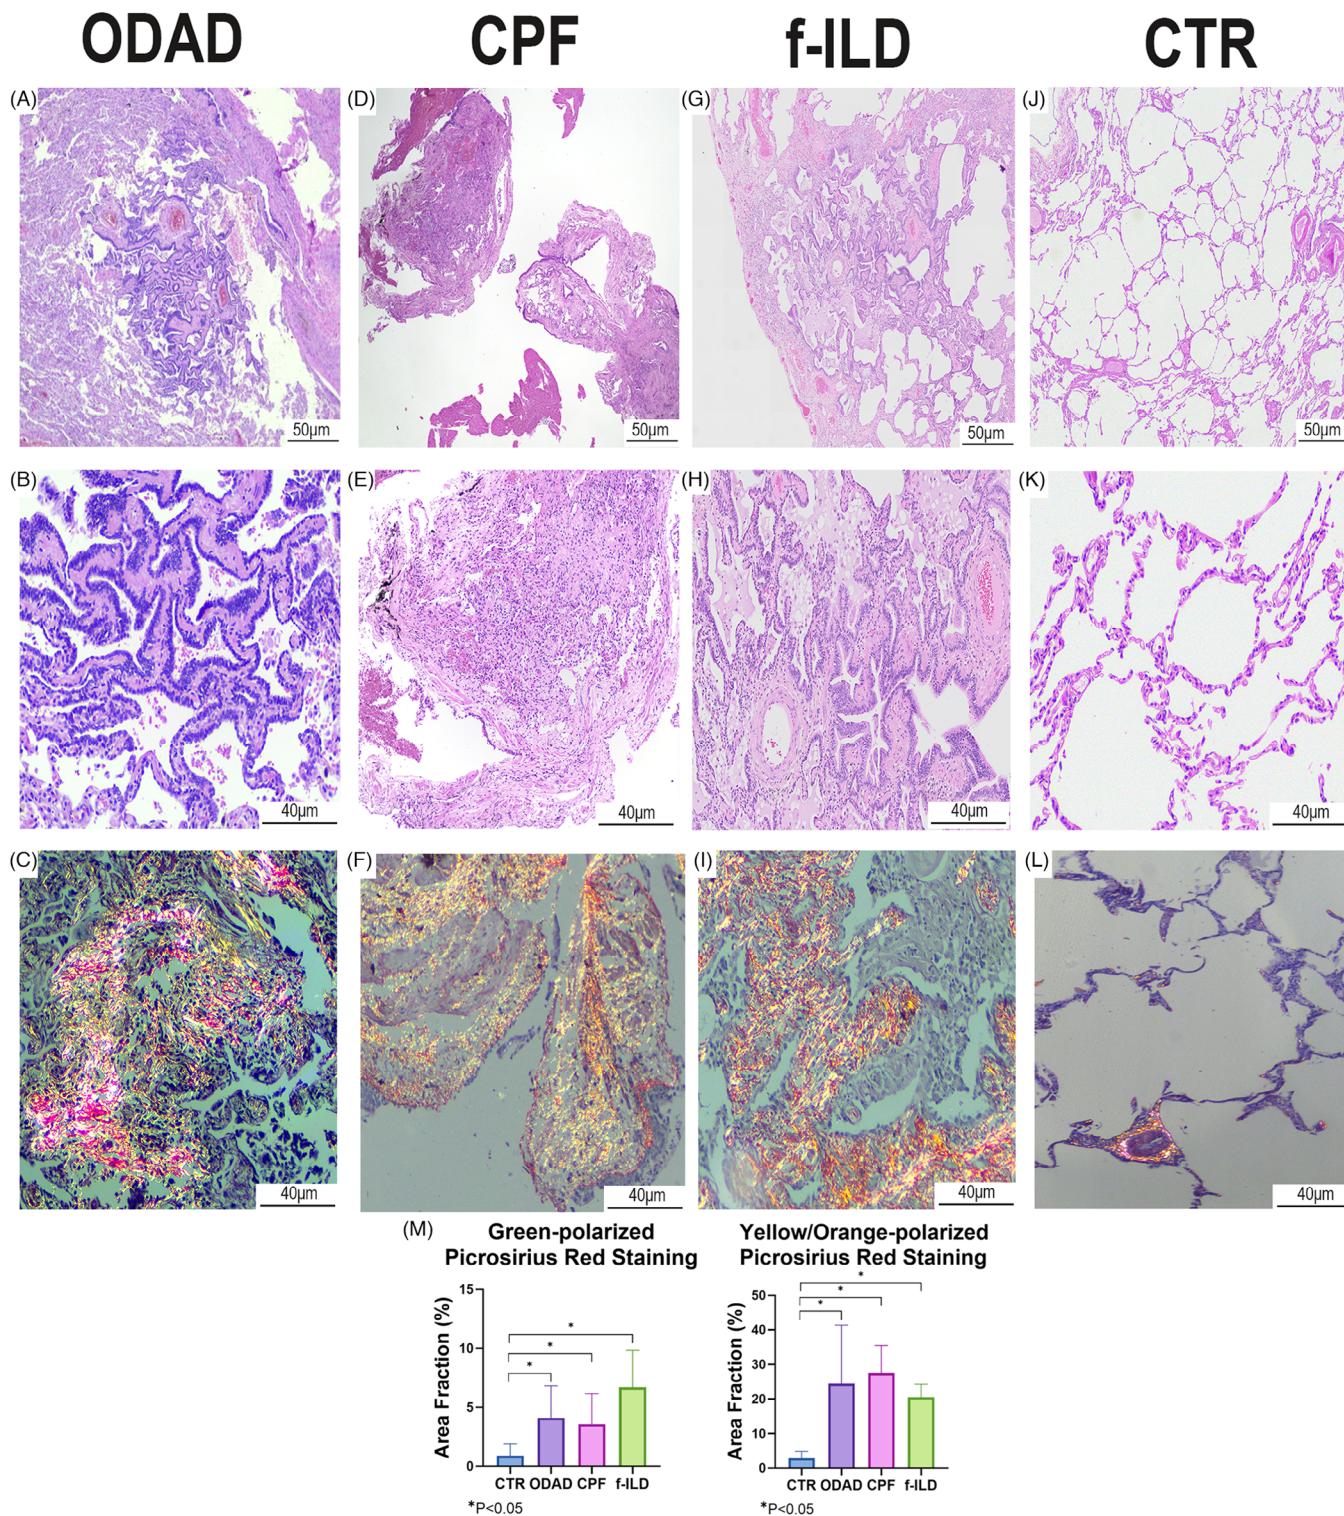 ODAD CPF f-ILD CTR
(A) (D) (G) (J)
50µm 50µm 50µm 50µm
(B) (E) (H) (K)
40µm 40µm 40µm 40µm
(C) (F) (I) (L)
40µm 40µm 40µm 40µm
(M)
Green-polarized
Picrosirius Red Staining
Area Fraction (%)
15
10
5
0
* * *
CTR ODAD CPF f-ILD
*P<0.05
Yellow/Orange-polarized
Picrosirius Red Staining
Area Fraction (%)
50
40
30
20
10
0
* * *
CTR ODAD CPF f-ILD
*P<0.05